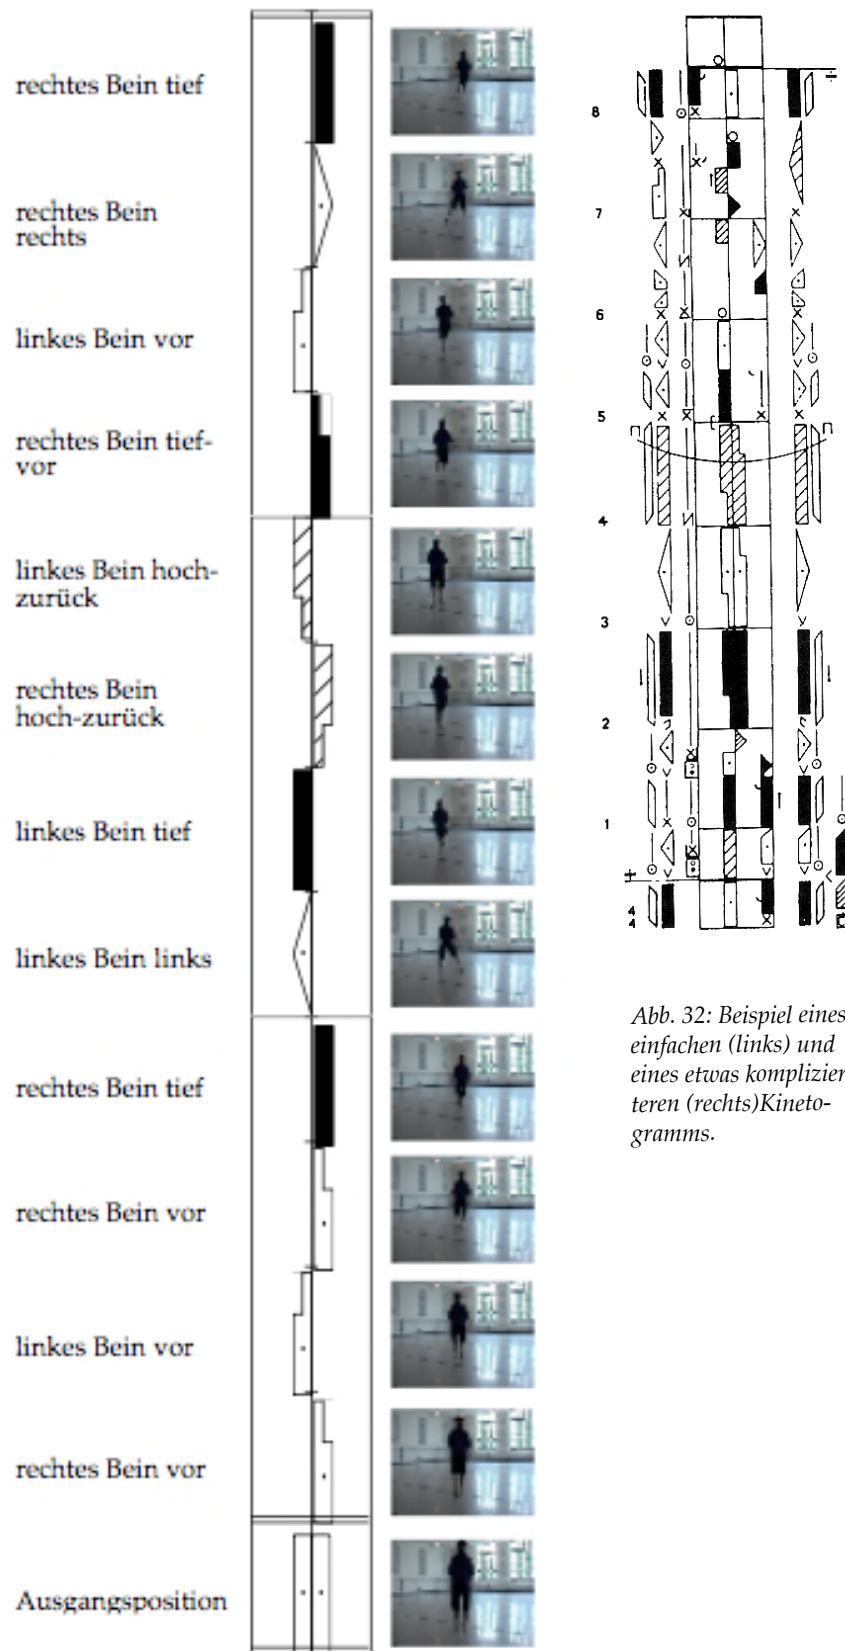 rechtes Bein tief
rechtes Bein
rechts
linkes Bein vor
rechtes Bein tief-
vor
linkes Bein hoch-
zurück
rechtes Bein
hoch-zurück
linkes Bein tief
linkes Bein links
rechtes Bein tief
rechtes Bein vor
linkes Bein vor
rechtes Bein vor
Ausgangsposition
8
7
6
5
4
3
2
1
4
4
Abb. 32: Beispiel eines
einfachen (links) und
eines etwas komplizier
teren (rechts)Kineto-
gramms.